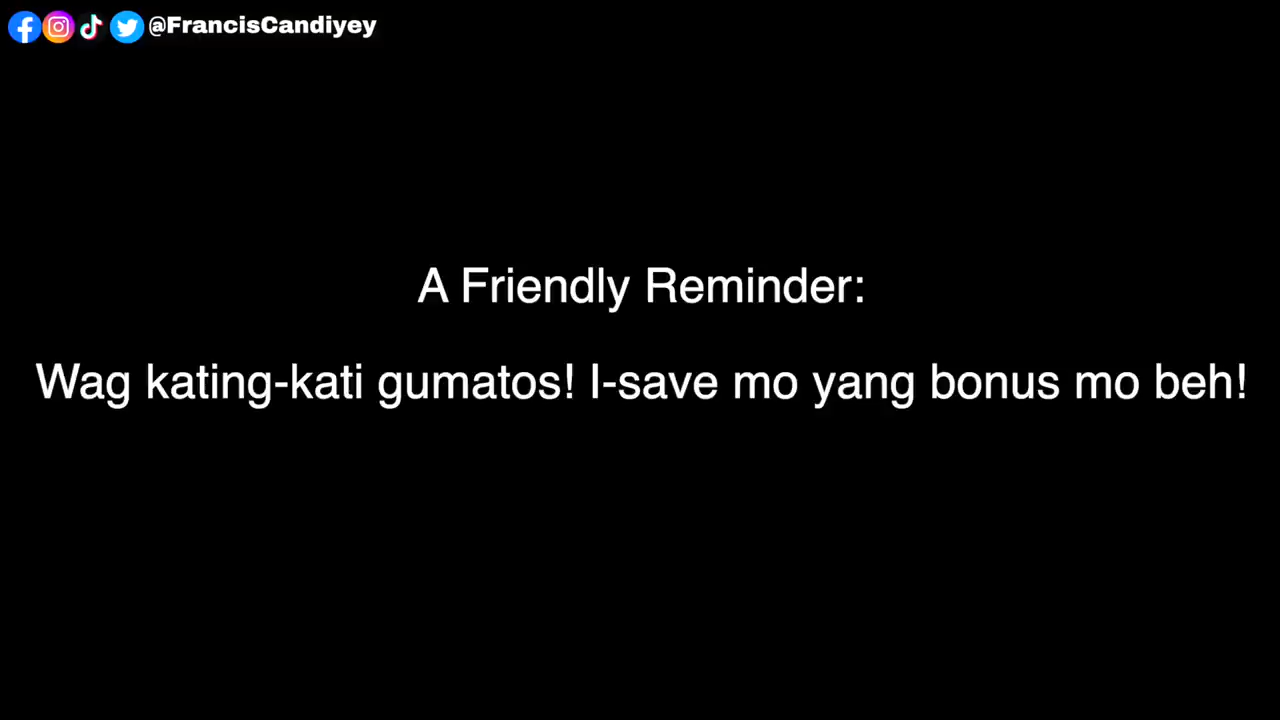 @FrancisCandiyey
A Friendly Reminder:
Wag kating-kati gumatos! I-save mo yang bonus mo beh!